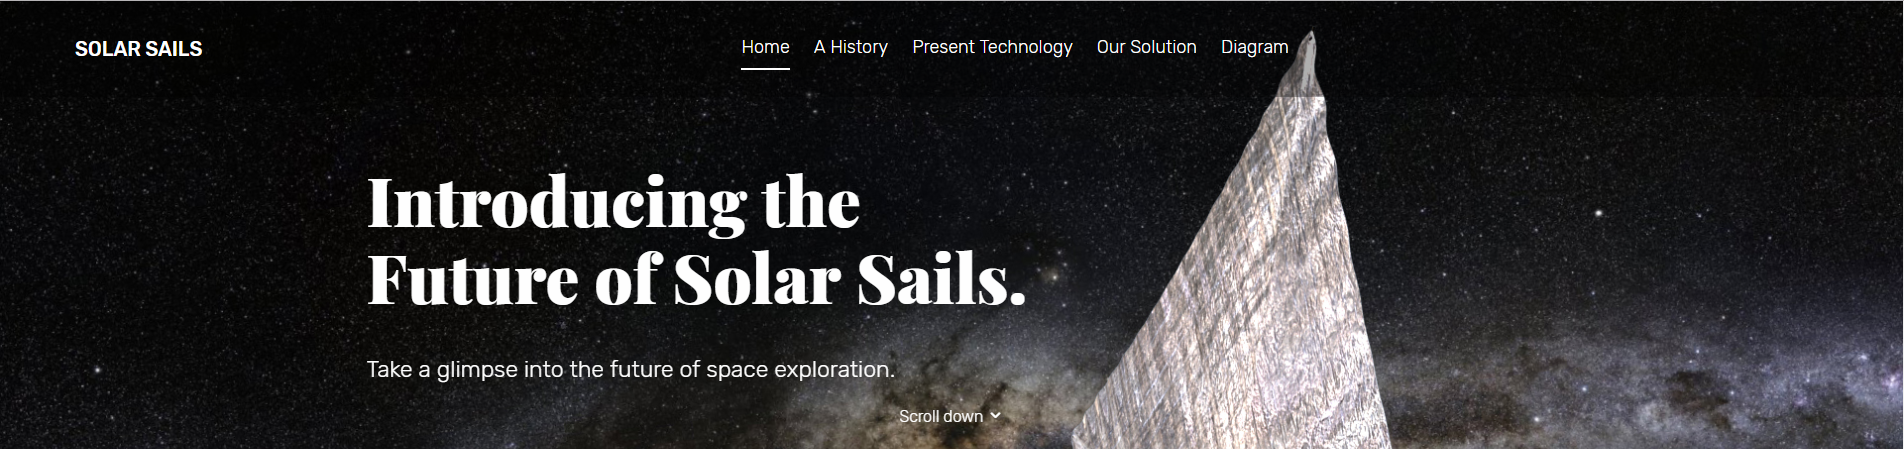 SOLAR SAILS
Home A History Present Technology Our Solution Diagram
Introducing the
Future of Solar Sails.
Take a glimpse into the future of space exploration.
Scroll down